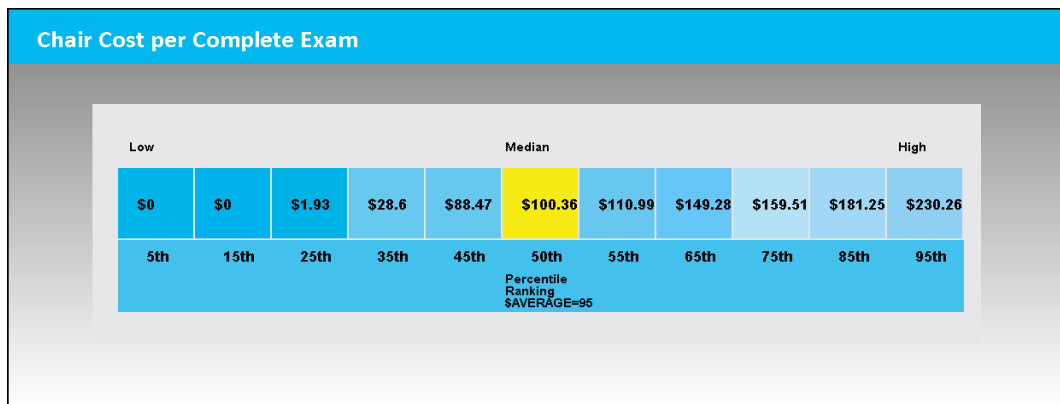 Chair Cost per Complete Exam
Low Median High
$0 $0 $1.93 $28.6 $88.47 $100.36 $110.99 $149.28 $159.51 $181.25 $230.26
5th 15th 25th 35th 45th 50th 55th 65th 75th 85th 95th
Percentile
Ranking
$AVERAGE=95